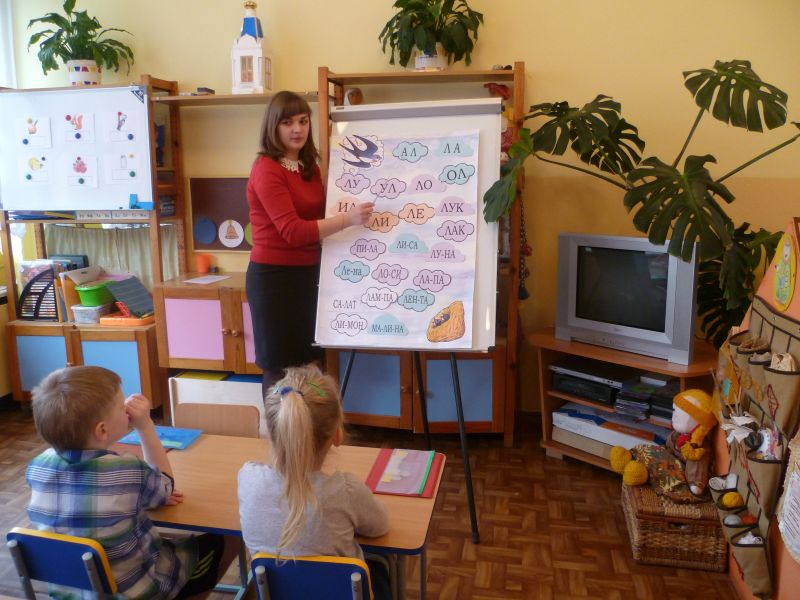 АЛ ЛА
ЛУ УЛ ЛО ОЛ
ЛИ ЛЕ ЛУК
ЛАК
ПИ-ЛА ЛИ-СА ЛУ-НА
Ле-на ЛО-СИ ЛА-ПА
СА-ЛАТ ЛАМ-ПА ЛЕН-ТА
ЛИ-МОН МА-ЛИ-НА